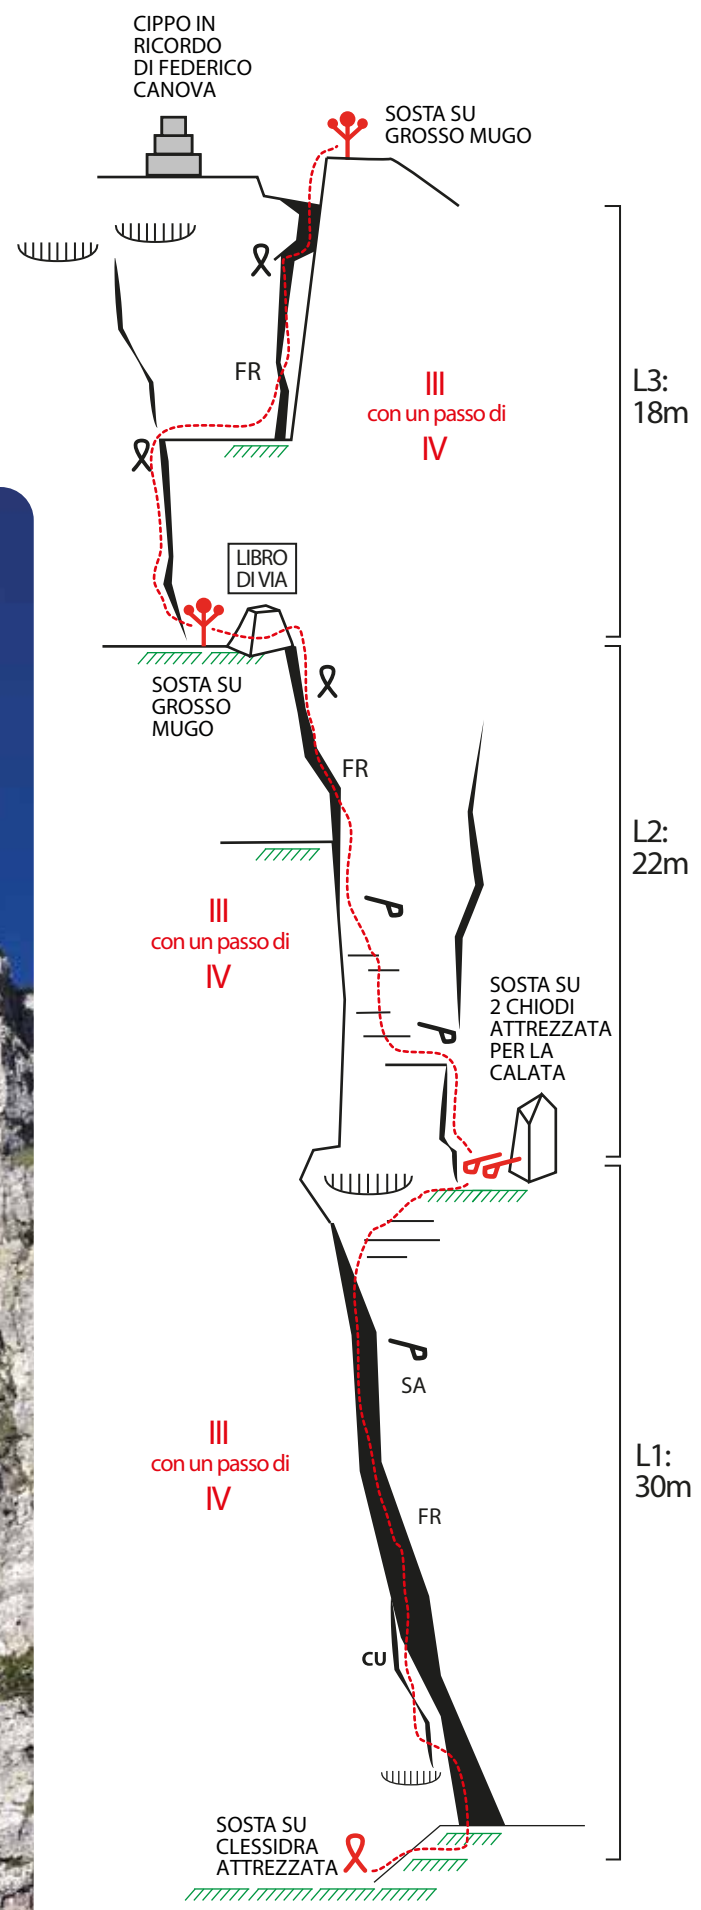 CIPPO IN
RICORDO
DI FEDERICO
CANOVA
SOSTA SU
GROSSO MUGO
FR
III
con un passo di
IV
L3:
18m
LIBRO
DI VIA
SOSTA SU
GROSSO
MUGO
FR
L2:
22m
III
con un passo di
IV
SOSTA SU
2 CHIODI
ATTREZZATA
PER LA
CALATA
SA
III
con un passo di
IV
L1:
30m
FR
CU
SOSTA SU
CLESSIDRA
ATTREZZATA